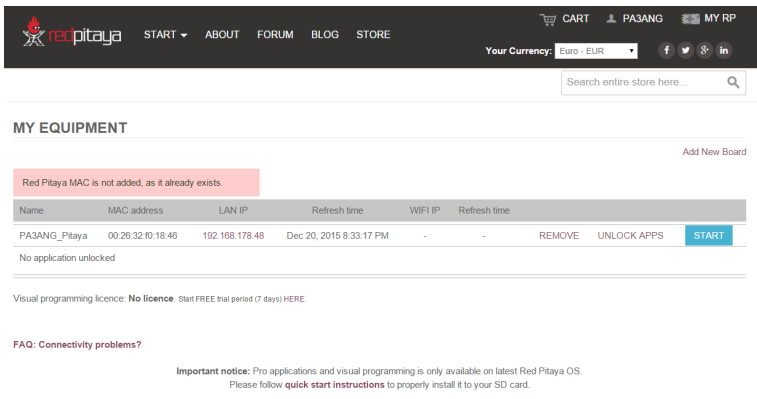 CART PA3ANG MY RP
redpitaya START ABOUT FORUM BLOG STORE
Your Currency: Euro - EUR
Search entire store here...
MY EQUIPMENT
Add New Board
Red Pitaya MAC is not added, as it already exists.
Name MAC address LAN IP Refresh time WIFI IP Refresh time
PA3ANG_Pitaya 00:26:32:f0:18:46 192.168.178.48 Dec 20, 2015 8:33:17 PM - - REMOVE UNLOCK APPS START
No application unlocked
Visual programming licence: No licence. Start FREE trial period (7 days) HERE.
FAQ: Connectivity problems?
Important notice: Pro applications and visual programming is only available on latest Red Pitaya OS.
Please follow quick start instructions to properly install it to your SD card.